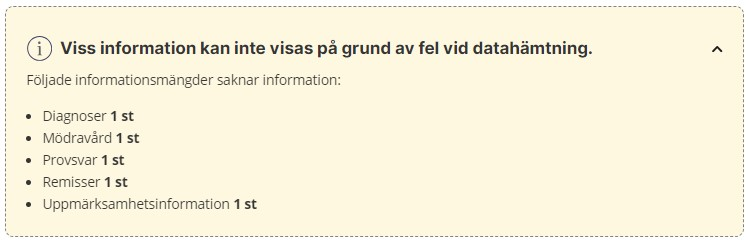 Viss information kan inte visas på grund av fel vid datahämtning.
Följade informationsmängder saknar information:
Diagnoser 1 st
Mödravård 1 st
Provsvar 1 st
Remisser 1 st
Uppmärksamhetsinformation 1 st